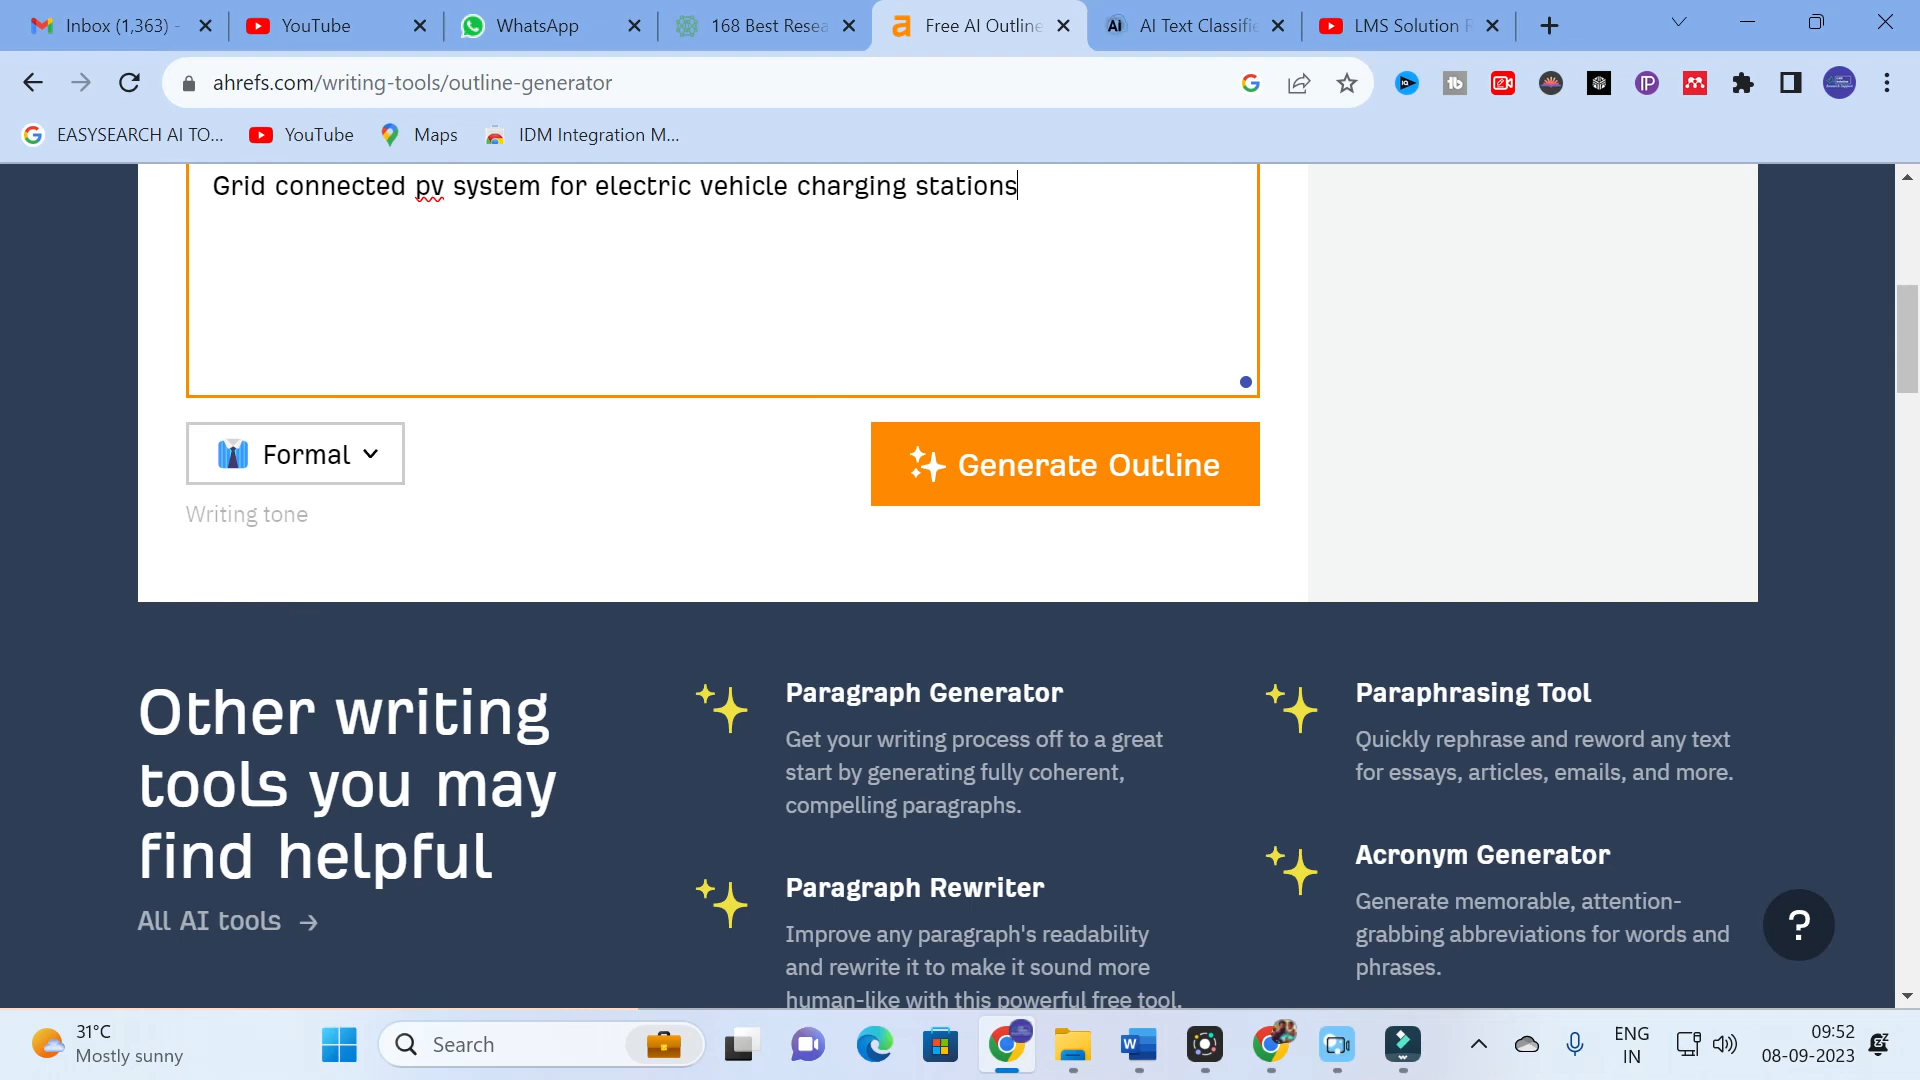 Inbox (1,363) -
YouTube
WhatsApp
168 Best Resea
Free AI Outline
AI Text Classifie
LMS Solution R
ahrefs.com/writing-tools/outline-generator
EASYSEARCH AI TO...
YouTube
Maps
IDM Integration M...
Grid connected pv system for electric vehicle charging stations
Formal
Generate Outline
Writing tone
Other writing
tools you may
find helpful
All AI tools →
Paragraph Generator
Get your writing process off to a great
start by generating fully coherent,
compelling paragraphs.
Paragraph Rewriter
Improve any paragraph's readability
and rewrite it to make it sound more
human-like with this powerful free tool.
Paraphrasing Tool
Quickly rephrase and reword any text
for essays, articles, emails, and more.
Acronym Generator
Generate memorable, attention-
grabbing abbreviations for words and
phrases.
?
31°C
Mostly sunny
Search
ENG
IN
09:52
08-09-2023